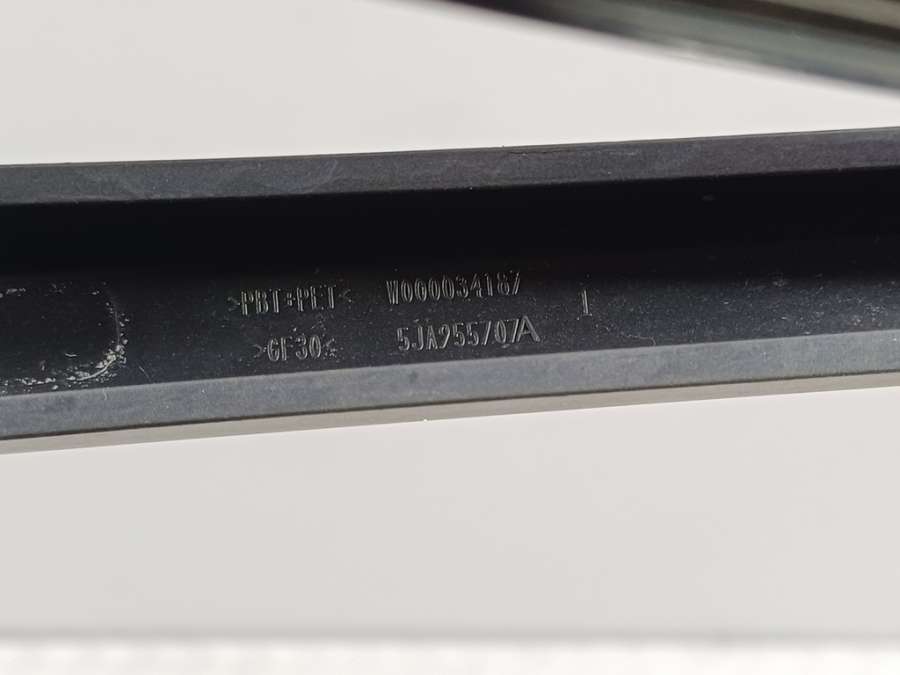 >PBT+PET< W000034187
>GF30< 5JA955707A
1